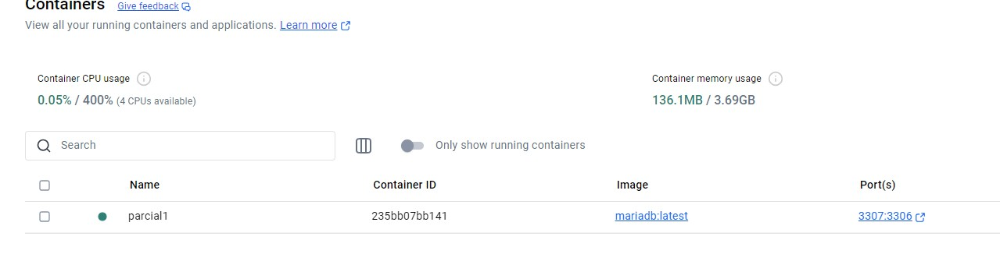 Containers Give feedback
View all your running containers and applications. Learn more
Container CPU usage Container memory usage
0.05% / 400% (4 CPUs available) 136.1MB / 3.69GB
Search Only show running containers
Name Container ID Image Port(s)
parcial1 235bb07bb141 mariadb:latest 3307:3306